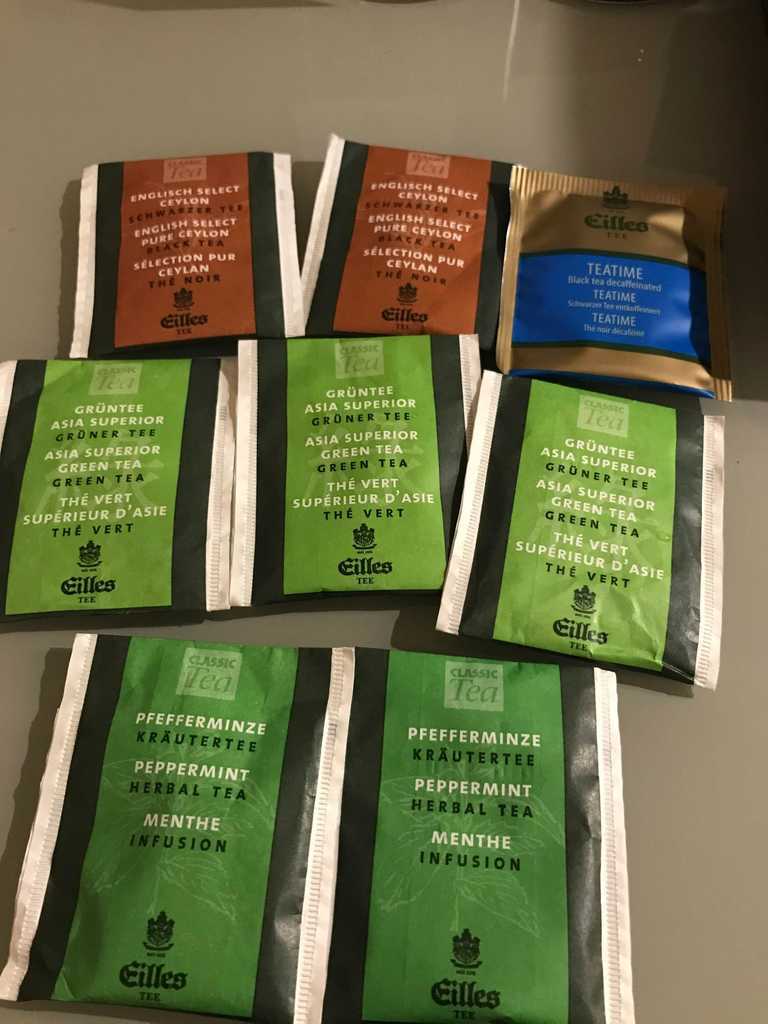 CLASSIC
Tea
ENGLISCH SELECT
CEYLON
SCHWARZER TEE
ENGLISH SELECT
PURE CEYLON
BLACK TEA
SÉLECTION PUR
CEYLAN
THÉ NOIR
Eilles
TEE
CLASSIC
Tea
ENGLISCH SELECT
CEYLON
SCHWARZER TEE
ENGLISH SELECT
PURE CEYLON
BLACK TEA
SÉLECTION PUR
CEYLAN
THÉ NOIR
Eilles
TEE
Eilles
TEE
TEATIME
Black tea decaffeinated
TEATIME
Schwarzer Tee entkoffeiniert
TEATIME
Thé noir décaféiné
CLASSIC
Tea
GRÜNTEE
ASIA SUPERIOR
GRÜNER TEE
ASIA SUPERIOR
GREEN TEA
GREEN TEA
THÉ VERT
SUPÉRIEUR D'ASIE
THÉ VERT
Eilles
TEE
CLASSIC
Tea
GRÜNTEE
ASIA SUPERIOR
GRÜNER TEE
ASIA SUPERIOR
GREEN TEA
GREEN TEA
THÉ VERT
SUPÉRIEUR D'ASIE
THÉ VERT
Eilles
TEE
CLASSIC
Tea
GRÜNTEE
ASIA SUPERIOR
GRÜNER TEE
ASIA SUPERIOR
GREEN TEA
GREEN TEA
THÉ VERT
SUPÉRIEUR D'ASIE
THÉ VERT
Eilles
TEE
CLASSIC
Tea
PFEFFERMINZE
KRÄUTERTEE
PEPPERMINT
HERBAL TEA
MENTHE
INFUSION
Eilles
TEE
CLASSIC
Tea
PFEFFERMINZE
KRÄUTERTEE
PEPPERMINT
HERBAL TEA
MENTHE
INFUSION
Eilles
TEE